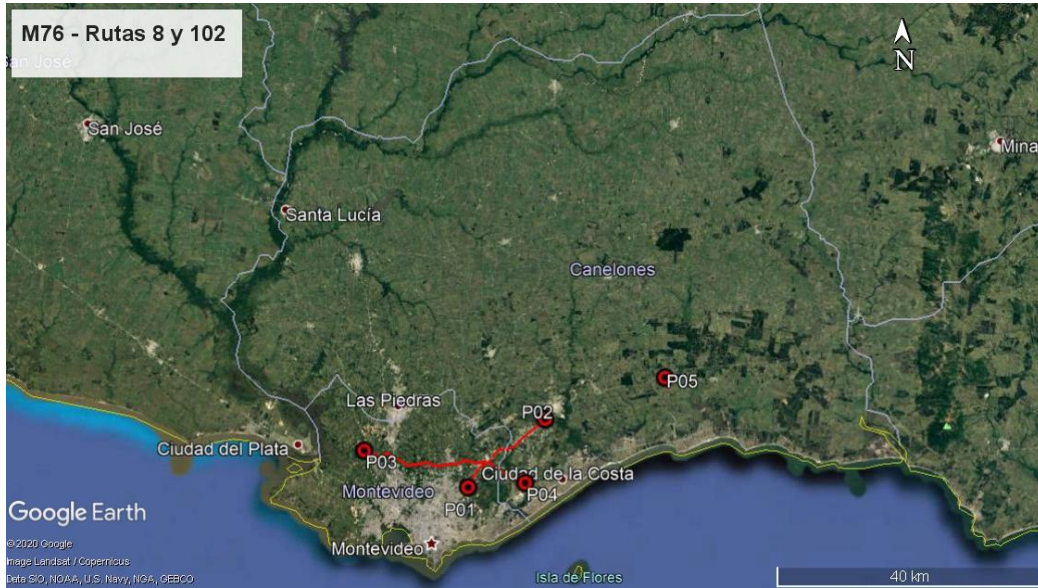 M76 - Rutas 8 y 102
N
San José
San José
Mina
Santa Lucía
Canelones
P05
Las Piedras
P02
Ciudad del Plata
P03
Ciudad de la Costa
Montevideo
P04
P01
Google Earth
Montevideo
©2020 Google
Image Landsat / Copernicus
Data SIO, NOAA, U.S. Navy, NGA, GEBCO
Isla de Flores
40 km